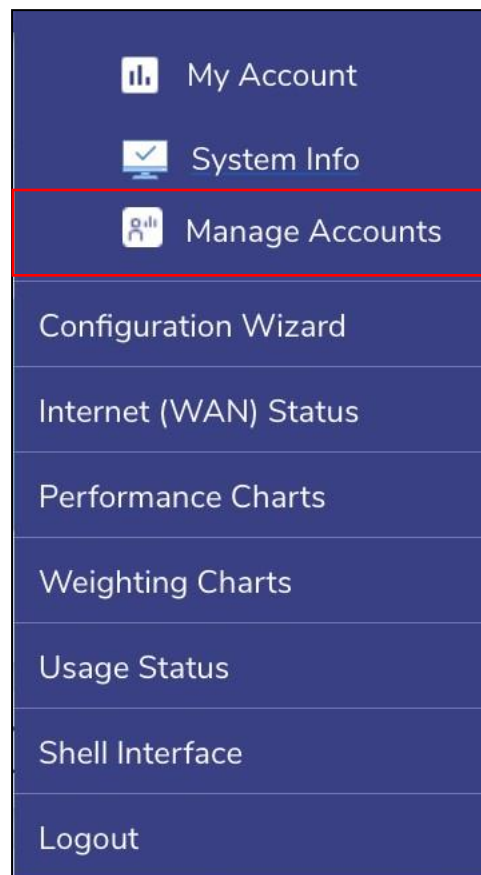 My Account
System Info
Manage Accounts
Configuration Wizard
Internet (WAN) Status
Performance Charts
Weighting Charts
Usage Status
Shell Interface
Logout